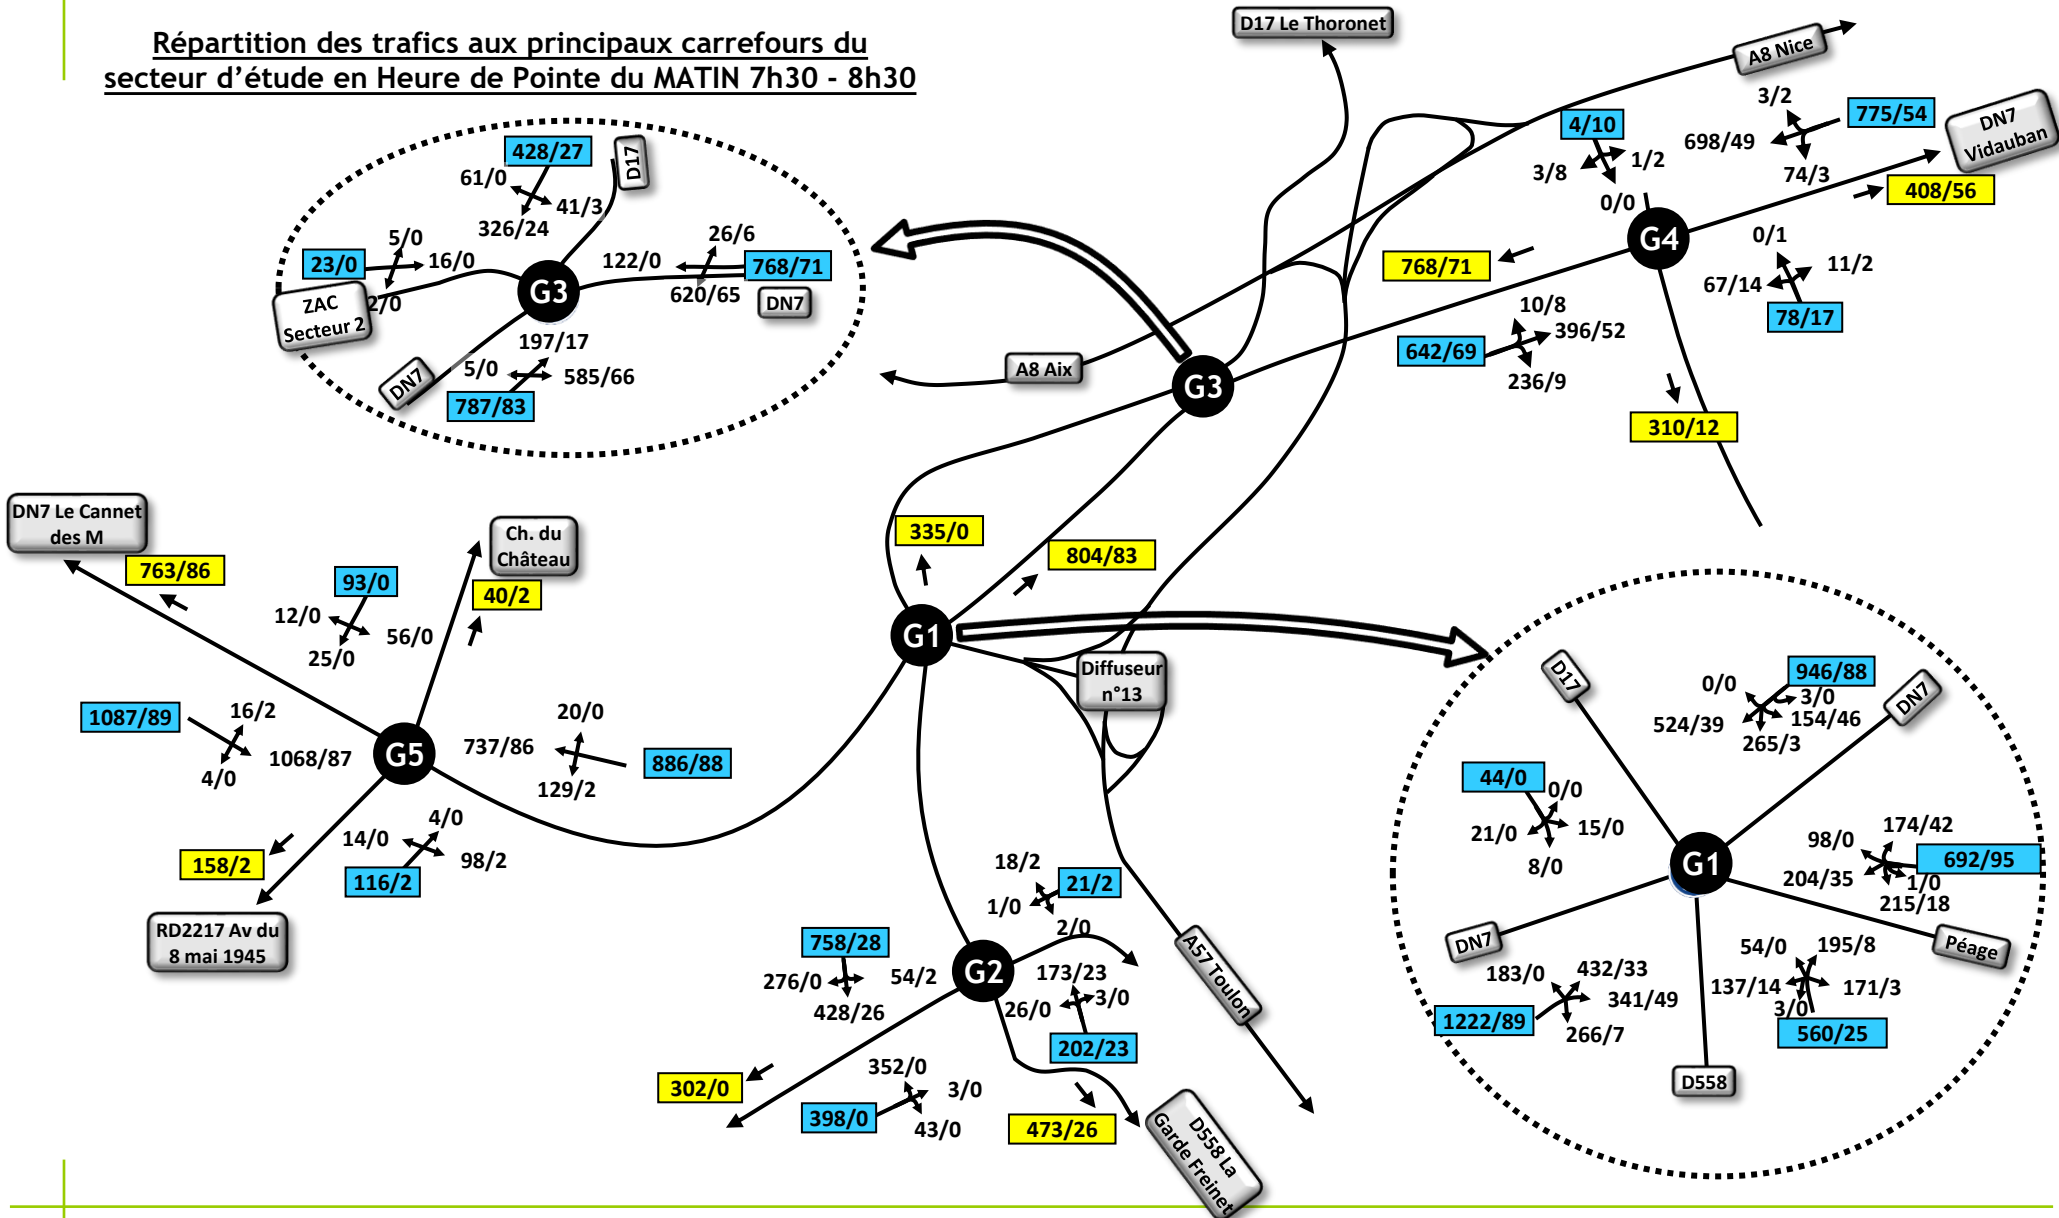 Répartition des trafics aux principaux carrefours du
secteur d'étude en Heure de Pointe du MATIN 7h30 - 8h30
D17 Le Thoronet
A8 Nice
DN7
Vidauban
4/10
3/8
1/2
0/0
3/2
775/54
698/49
74/3
408/56
G4
768/71
0/1
11/2
67/14
78/17
10/8
396/52
642/69
236/9
310/12
428/27
D17
61/0
41/3
326/24
5/0
23/0
16/0
2/0
ZAC
Secteur 2
G3
26/6
122/0
768/71
620/65
DN7
197/17
5/0
585/66
DN7
787/83
A8 Aix
G3
335/0
804/83
G1
Diffuseur
n°13
DN7 Le Cannet
des M
763/86
Ch. du
Château
40/2
93/0
12/0
56/0
25/0
1087/89
16/2
1068/87
4/0
G5
20/0
737/86
886/88
129/2
4/0
14/0
98/2
116/2
158/2
RD2217 Av du
8 mai 1945
18/2
21/2
1/0
2/0
758/28
276/0
54/2
428/26
G2
173/23
3/0
26/0
202/23
302/0
352/0
3/0
398/0
43/0
473/26
A57 Toulon
D558 La
Garde Freinet
D17
946/88
0/0
3/0
524/39
154/46
265/3
DN7
44/0
0/0
21/0
15/0
8/0
G1
174/42
98/0
692/95
204/35
1/0
215/18
DN7
Péage
183/0
432/33
341/49
1222/89
266/7
54/0
195/8
137/14
171/3
3/0
560/25
D558